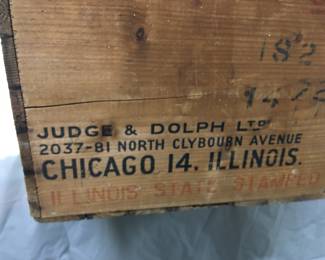 JUDGE & DOLPH LTD
2037-81 NORTH CLYBOURN AVENUE
CHICAGO 14, ILLINOIS.
ILLINOIS STATE STAMPED